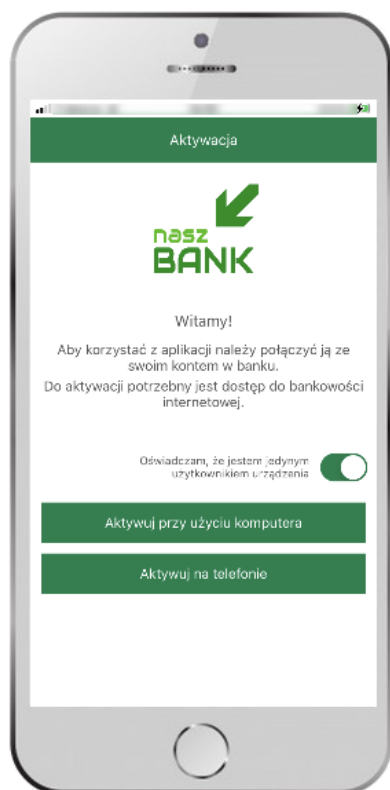 Aktywacja
nasz
BANK
Witamy!
Aby korzystać z aplikacji należy połączyć ją ze
swoim kontem w banku.
Do aktywacji potrzebny jest dostęp do bankowości
internetowej.
Oświadczam, że jestem jedynym
użytkownikiem urządzenia
Aktywuj przy użyciu komputera
Aktywuj na telefonie